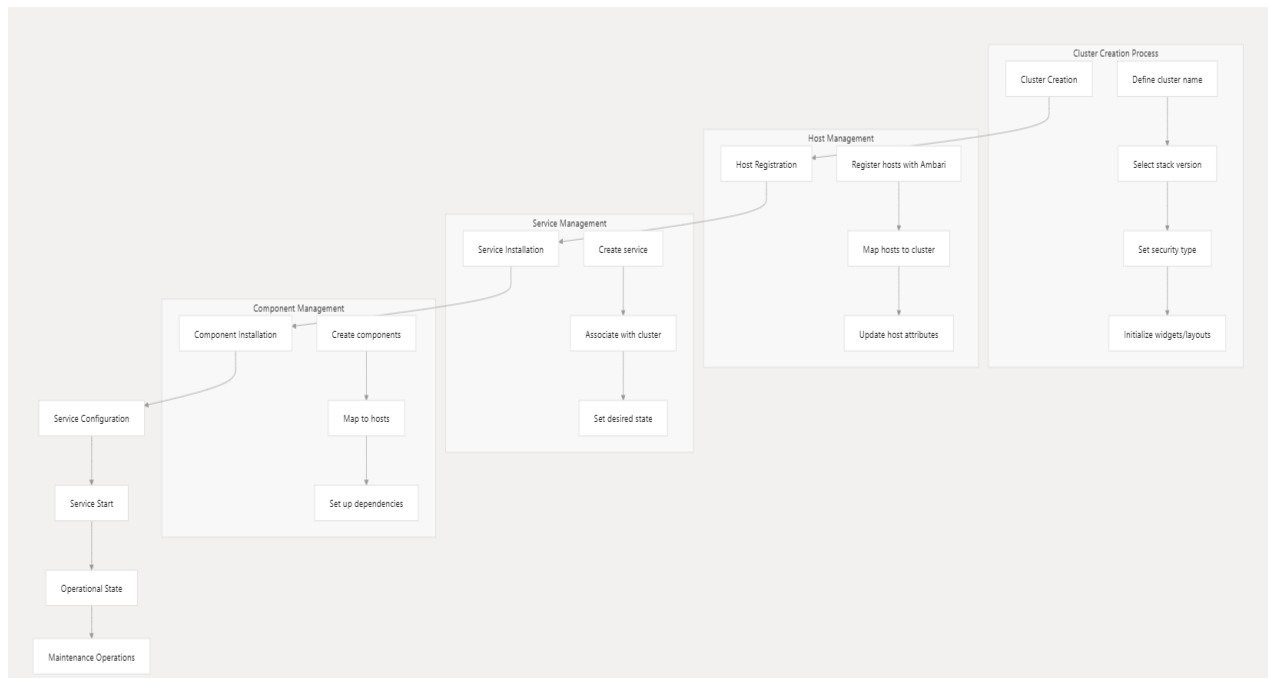 Cluster Creation Process
Cluster Creation
Define cluster name
Host Management
Host Registration
Register hosts with Ambari
Select stack version
Service Management
Service Installation
Create service
Map hosts to cluster
Set security type
Component Management
Component Installation
Create components
Associate with cluster
Update host attributes
Initialize widgets/layouts
Service Configuration
Map to hosts
Set desired state
Service Start
Set up dependencies
Operational State
Maintenance Operations